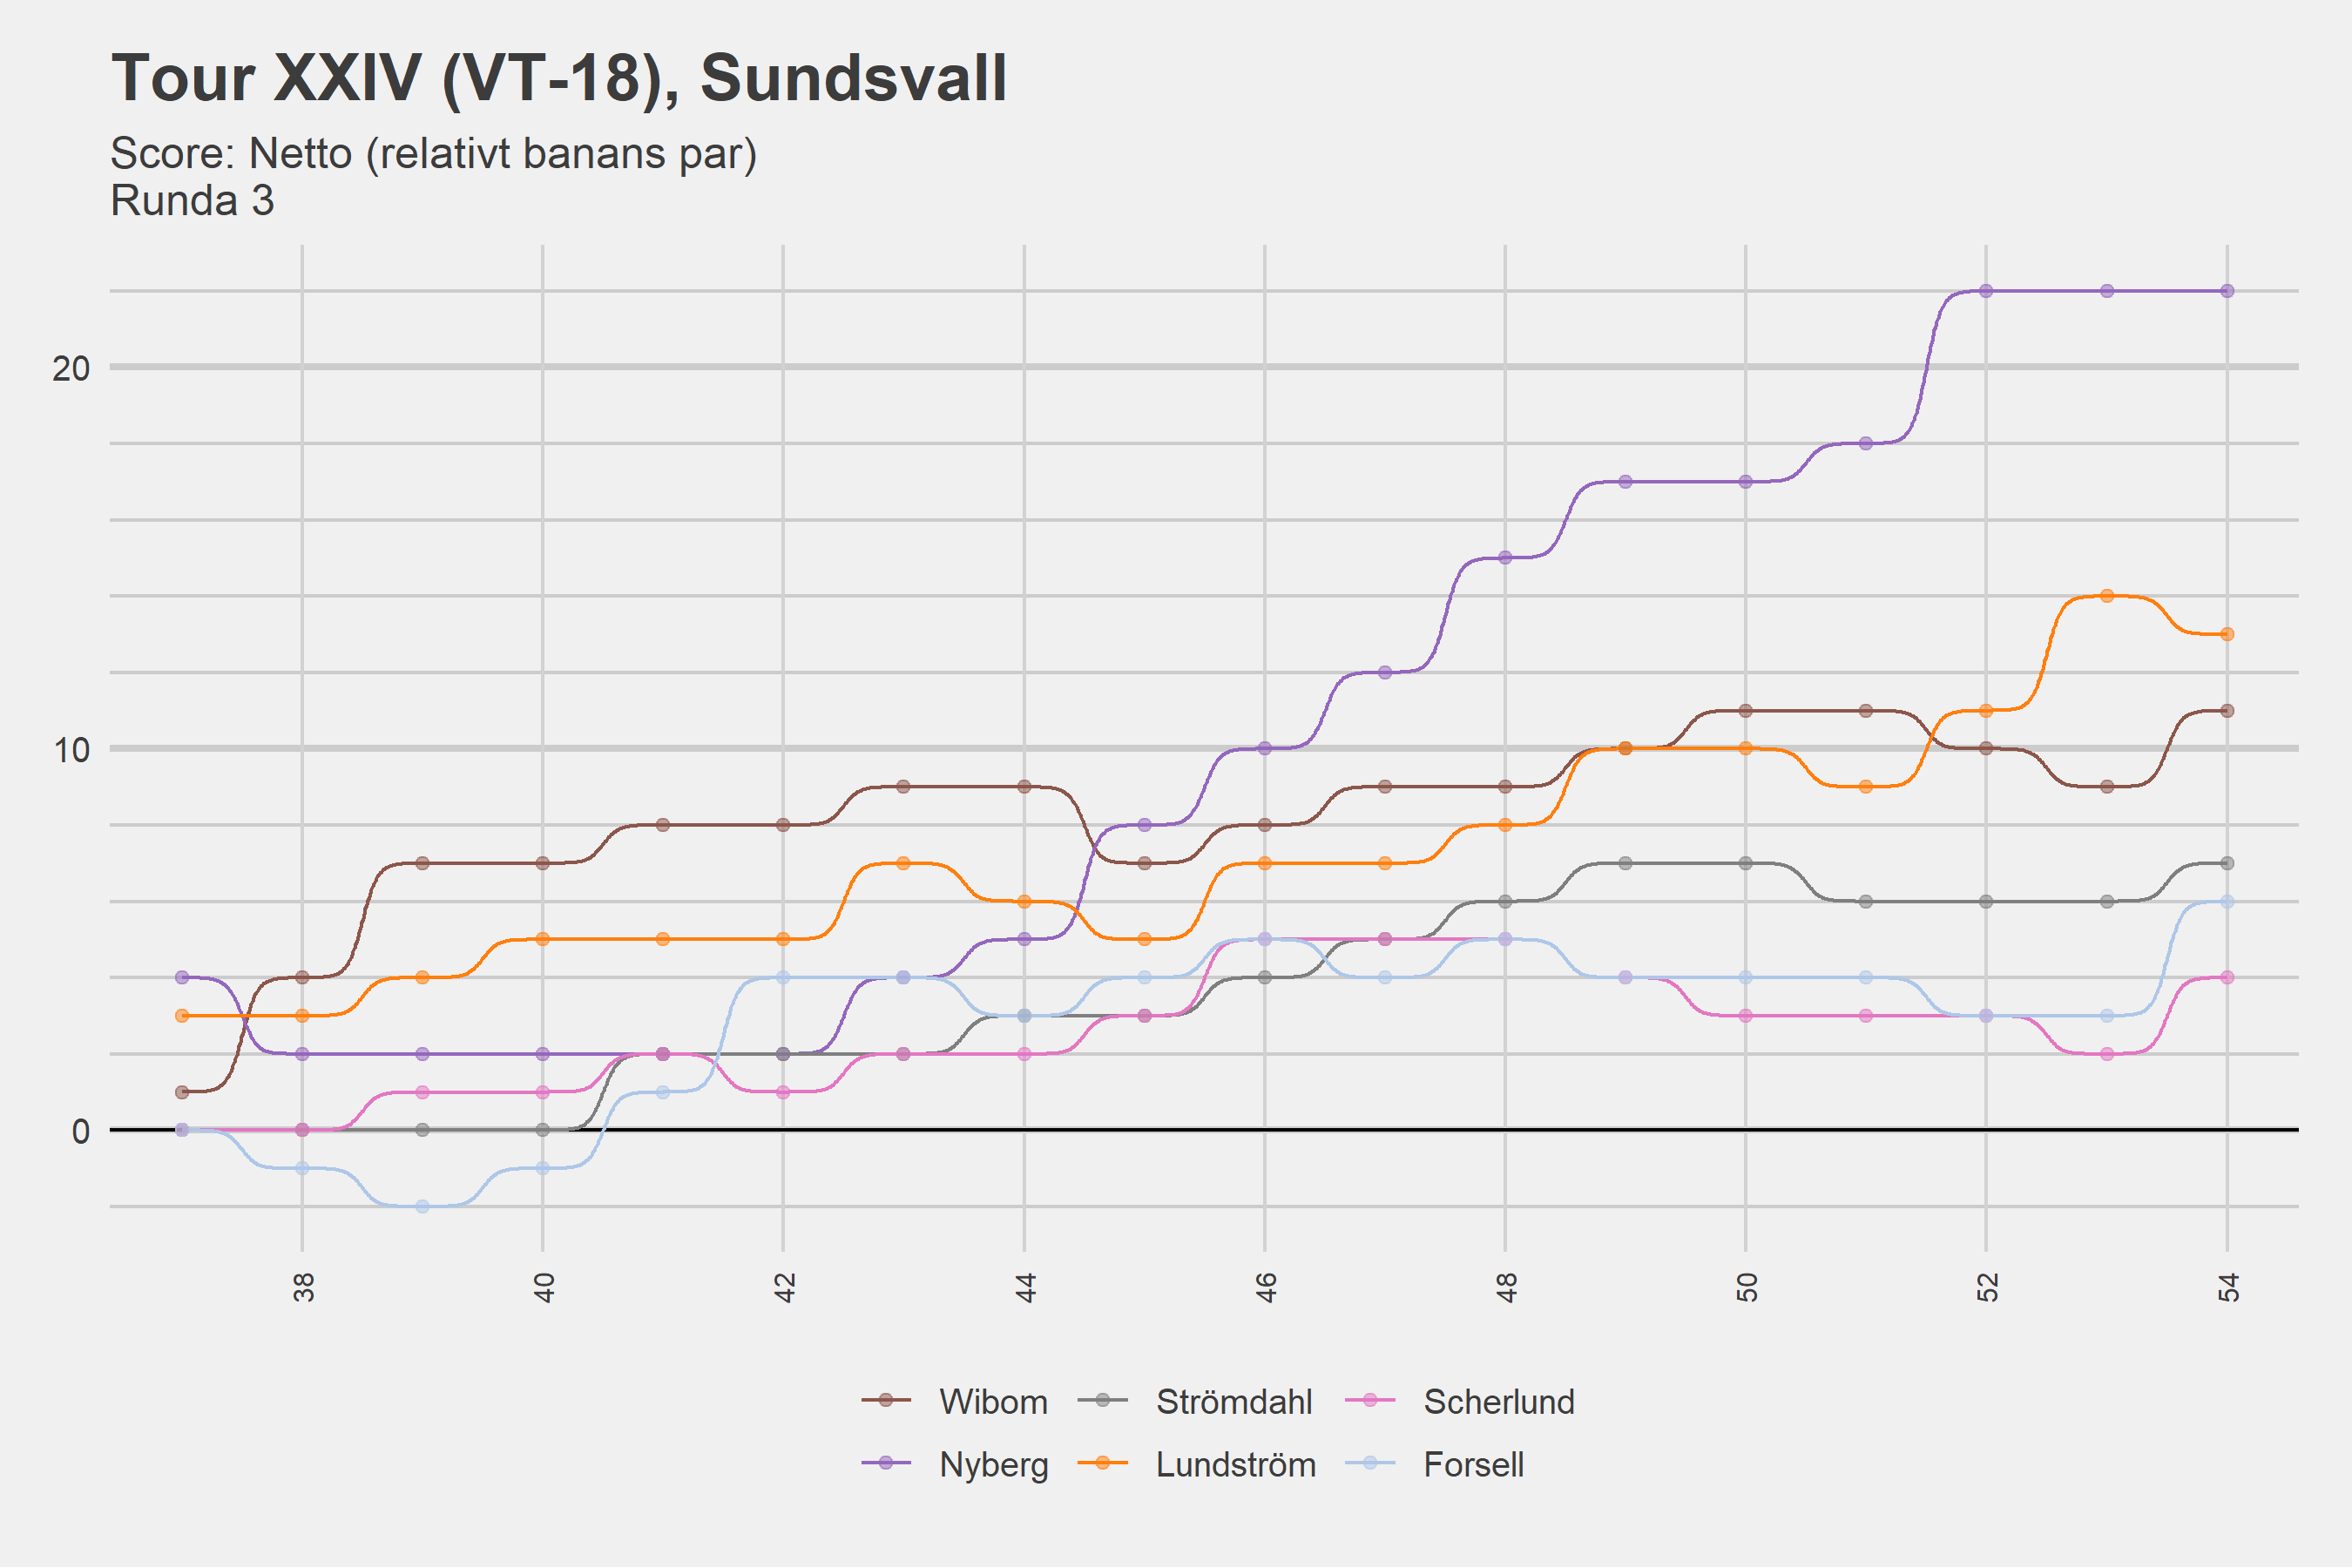 Tour XXIV (VT-18), Sundsvall
Score: Netto (relativt banans par)
Runda 3
20
10
0
38 40 42 44 46 48 50 52 54
Wibom Strömdahl Scherlund
Nyberg Lundström Forsell